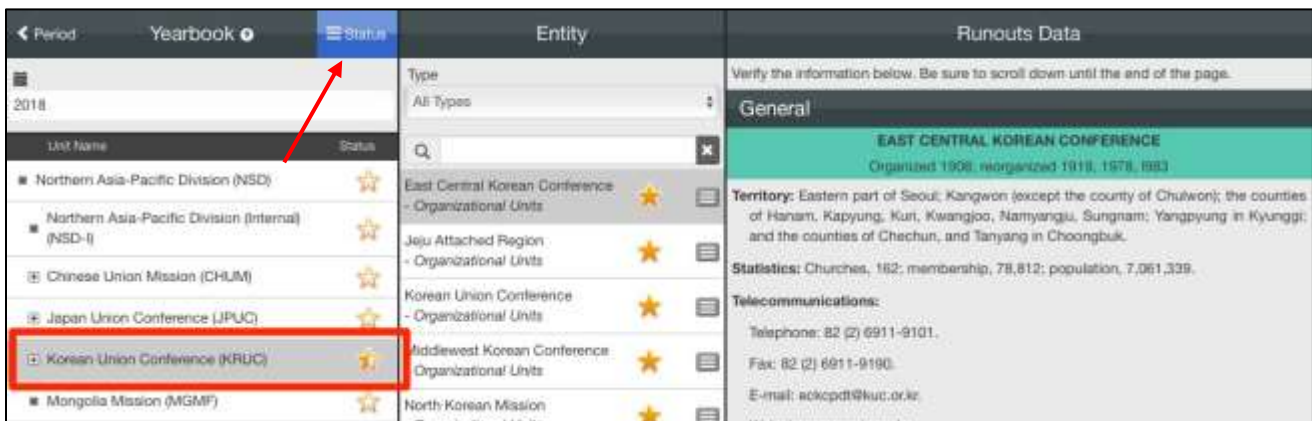 Period
Yearbook
Status
2018
Unit Name
Status
Northern Asia-Pacific Division (NSD)
Northern Asia-Pacific Division (Internal)
(NSD-I)
Chinese Union Mission (CHUM)
Japan Union Conference (JPUC)
Korean Union Conference (KRUC)
Mongolia Mission (MGMF)
Entity
Type
All Types
East Central Korean Conference
- Organizational Units
Jeju Attached Region
- Organizational Units
Korean Union Conference
- Organizational Units
Middlewest Korean Conference
Organizational Units
North Korean Mission
Runouts Data
Verify the information below. Be sure to scroll down until the end of the page.
General
EAST CENTRAL KOREAN CONFERENCE
Organized 1908, reorganized 1919, 1978, 1983
Territory: Eastern part of Seoul; Kangwon (except the county of Chulwon); the counties
of Hanam, Kapyung, Kuri, Kwangjoo, Namyangju, Sungnam; Yangpyung in Kyunggi;
and the counties of Chechun, and Tanyang in Choongbuk.
Statistics: Churches, 162; membership, 78,812; population, 7,061,339.
Telecommunications:
Telephone: 82 (2) 6911-9101.
Fax: 82 (2) 6911-9190.
E-mail: eckcpdt@kuc.or.kr.